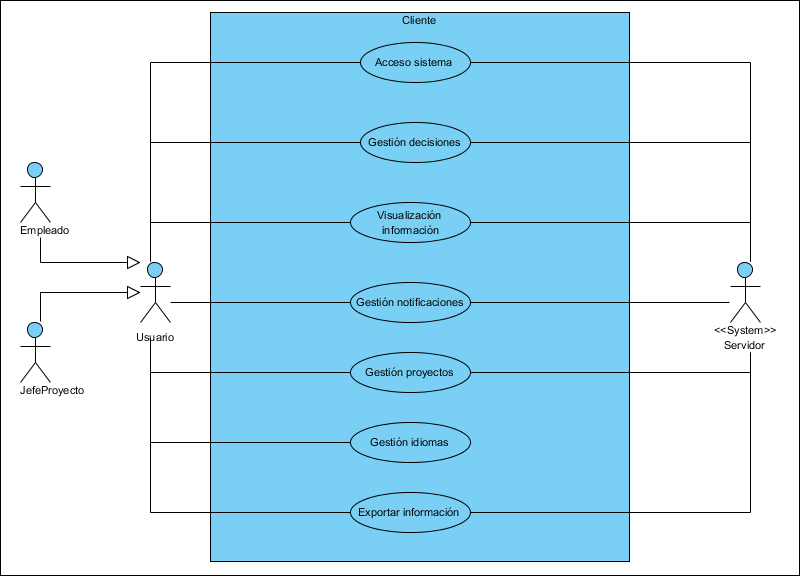 Cliente
Acceso sistema
Gestión decisiones
Visualización
información
Empleado
Gestión notificaciones
Usuario
<<System>>
Servidor
Gestión proyectos
JefeProyecto
Gestión idiomas
Exportar información